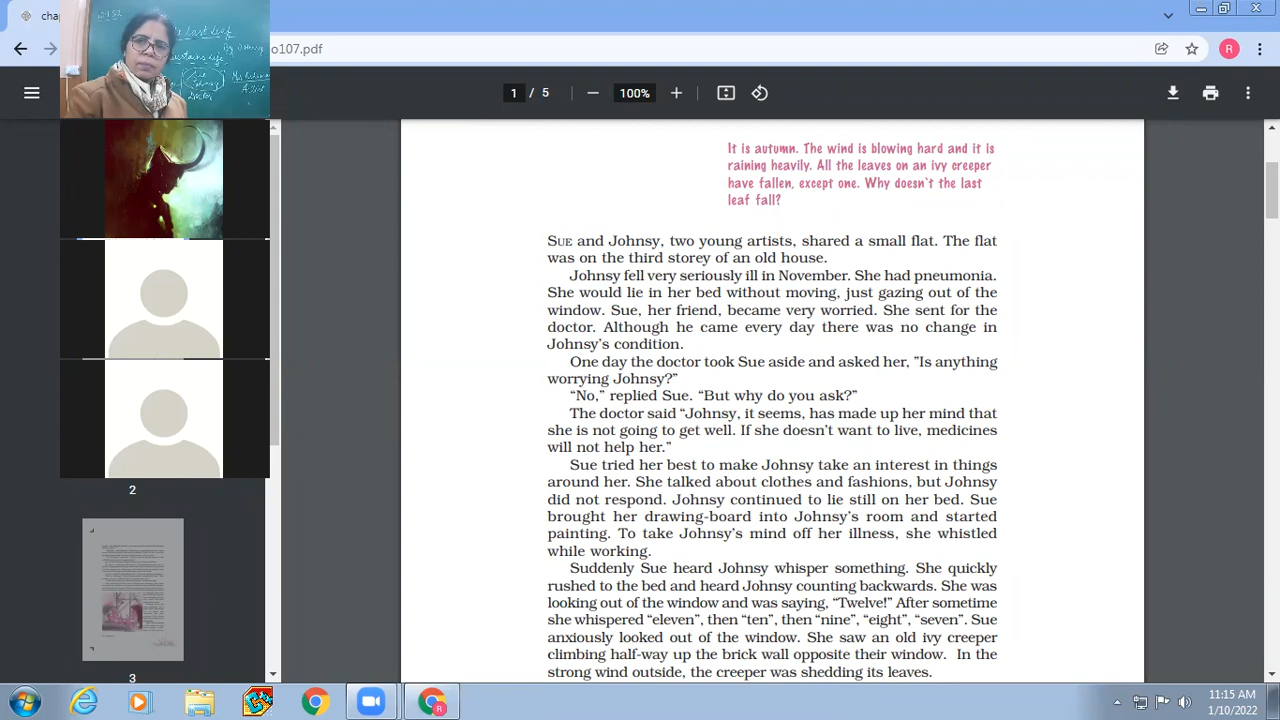 Last Leaf
sustains life
Sue
Johnsy
o107.pdf
R
1 / 5
100%
It is autumn. The wind is blowing hard and it is
raining heavily. All the leaves on an ivy creeper
have fallen, except one. Why doesn`t the last
leaf fall?
SUE and Johnsy, two young artists, shared a small flat. The flat
was on the third storey of an old house.
Johnsy fell very seriously ill in November. She had pneumonia.
She would lie in her bed without moving, just gazing out of the
window. Sue, her friend, became very worried. She sent for the
doctor. Although he came every day there was no change in
Johnsy’s condition.
One day the doctor took Sue aside and asked her, ”Is anything
worrying Johnsy?”
“No,” replied Sue. “But why do you ask?”
The doctor said “Johnsy, it seems, has made up her mind that
she is not going to get well. If she doesn’t want to live, medicines
will not help her.”
Sue tried her best to make Johnsy take an interest in things
around her. She talked about clothes and fashions, but Johnsy
did not respond. Johnsy continued to lie still on her bed. Sue
brought her drawing-board into Johnsy’s room and started
painting. To take Johnsy’s mind off her illness, she whistled
while working.
Suddenly Sue heard Johnsy whisper something. She quickly
rushed to the bed and heard Johnsy counting backwards. She was
looking out of the window and was saying, “Twelve!” After sometime
she whispered “eleven”, then “ten”, then “nine”, “eight”, “seven”. Sue
anxiously looked out of the window. She saw an old ivy creeper
climbing half-way up the brick wall opposite their window. In the
strong wind outside, the creeper was shedding its leaves.
2
3
11:15 AM
1/10/2022